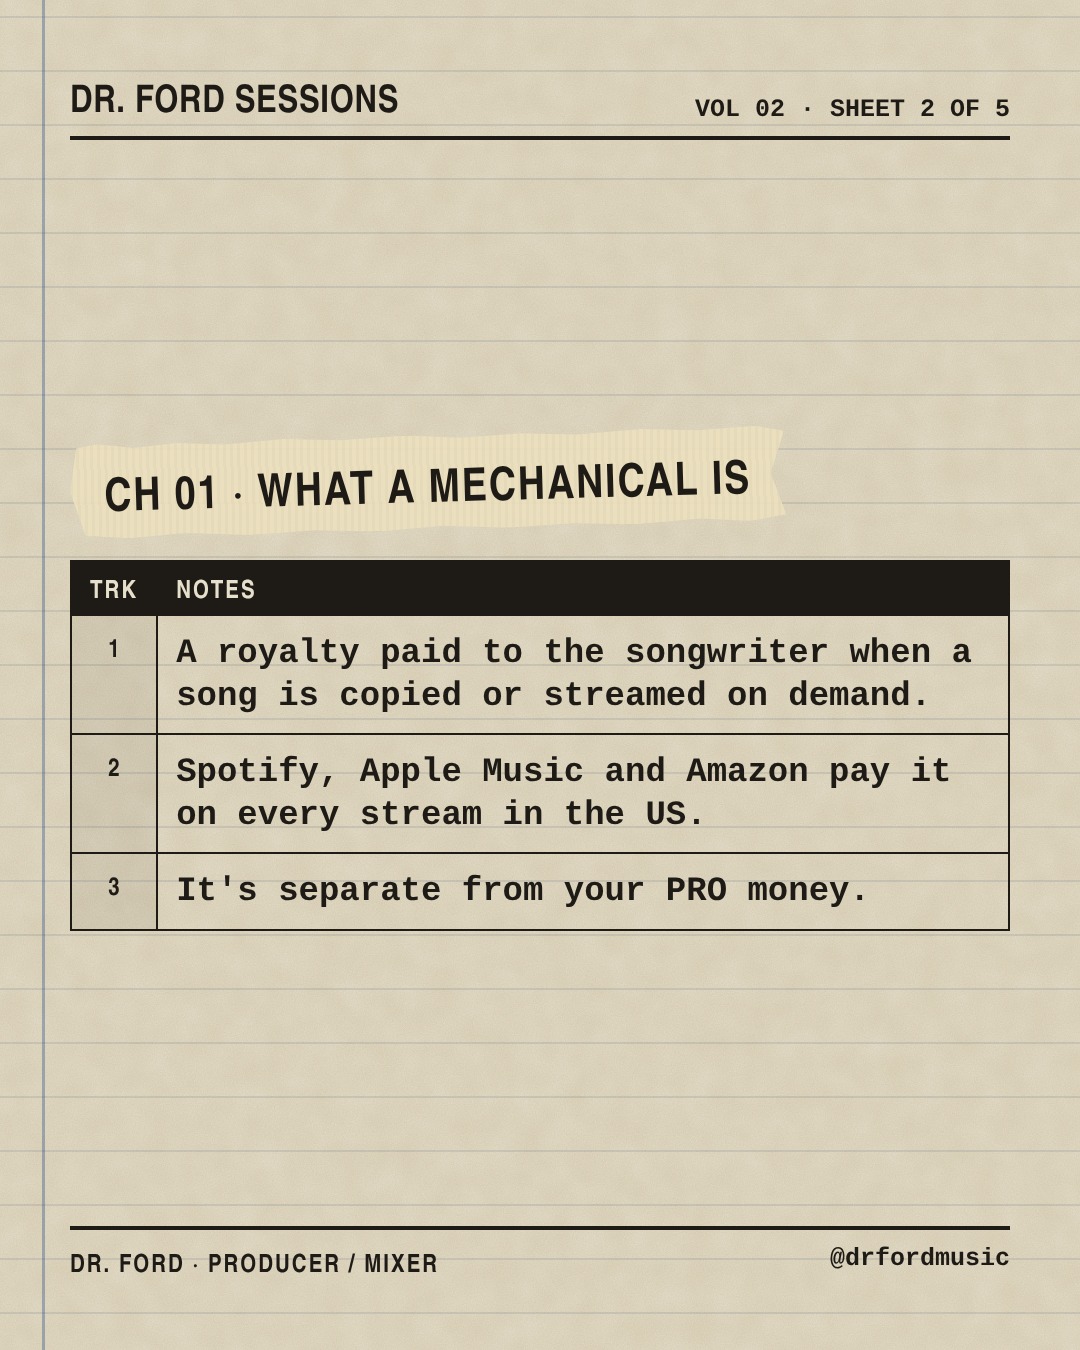 DR. FORD SESSIONS
VOL 02 · SHEET 2 OF 5
CH 01 · WHAT A MECHANICAL IS
TRK NOTES
1 A royalty paid to the songwriter when a
song is copied or streamed on demand.
2 Spotify, Apple Music and Amazon pay it
on every stream in the US.
3 It's separate from your PRO money.
DR. FORD · PRODUCER / MIXER
@drfordmusic